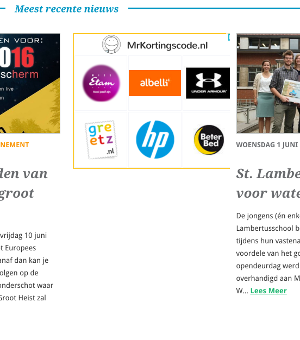 Meest recente nieuws
EN VOOR:
2016
scherm
live
MrKortingscode.nl
MISS
Etam
albelli
UNDER ARMOUR
greetz
.nl
hp
Beter
Bed
NEMENT
den van
groot
vrijdag 10 juni
t Europees
anaf dan kan je
olgen op de
onderschot waar
Groot Heist zal
WOENSDAG 1 JUNI
St. Lambe
voor wate
De jongens (én enk
Lambertusschool b
tijdens hun vastena
voordele van het go
opendeurdag werd
overhandigd aan M
W... Lees Meer